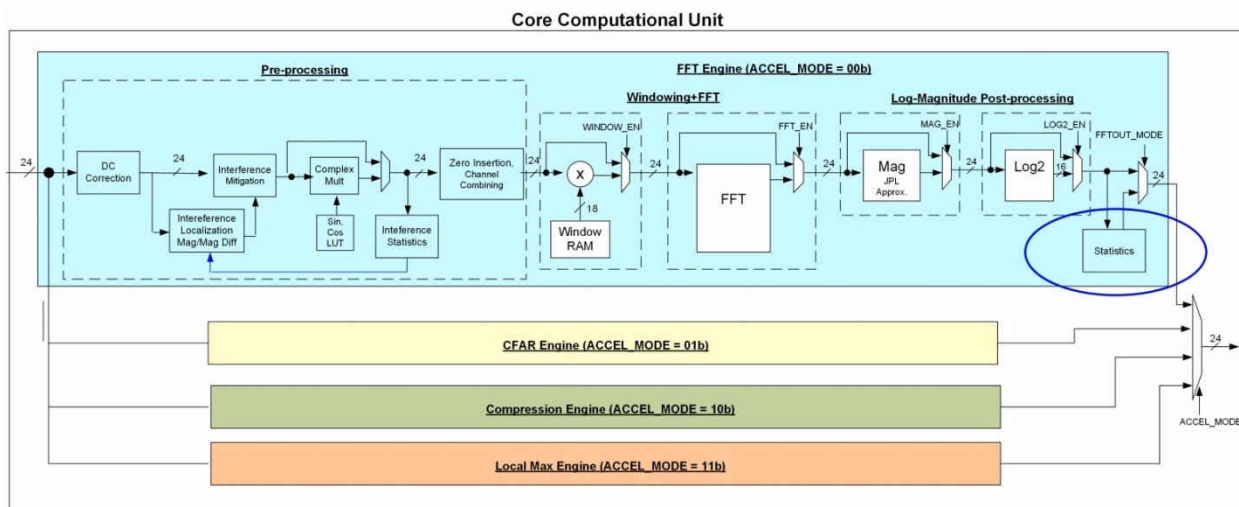 Core Computational Unit
FFT Engine (ACCEL_MODE = 00b)
Pre-processing
Windowing+FFT
Log-Magnitude Post-processing
WINDOW_EN
FFT_EN
MAG_EN
LOG2_EN
FFTOUT_MODE
24
DC
Correction
24
Interference
Mitigation
Complex
Mult
24
Zero Insertion,
Channel
Combining
24
X
24
FFT
24
Mag
JPL
Approx.
24
Log2
16
24
Intereference
Localization
Mag/Mag Diff
Sin,
Cos
LUT
Inteference
Statistics
18
Window
RAM
Statistics
CFAR Engine (ACCEL_MODE = 01b)
24
Compression Engine (ACCEL_MODE = 10b)
ACCEL_MODE
Local Max Engine (ACCEL_MODE = 11b)